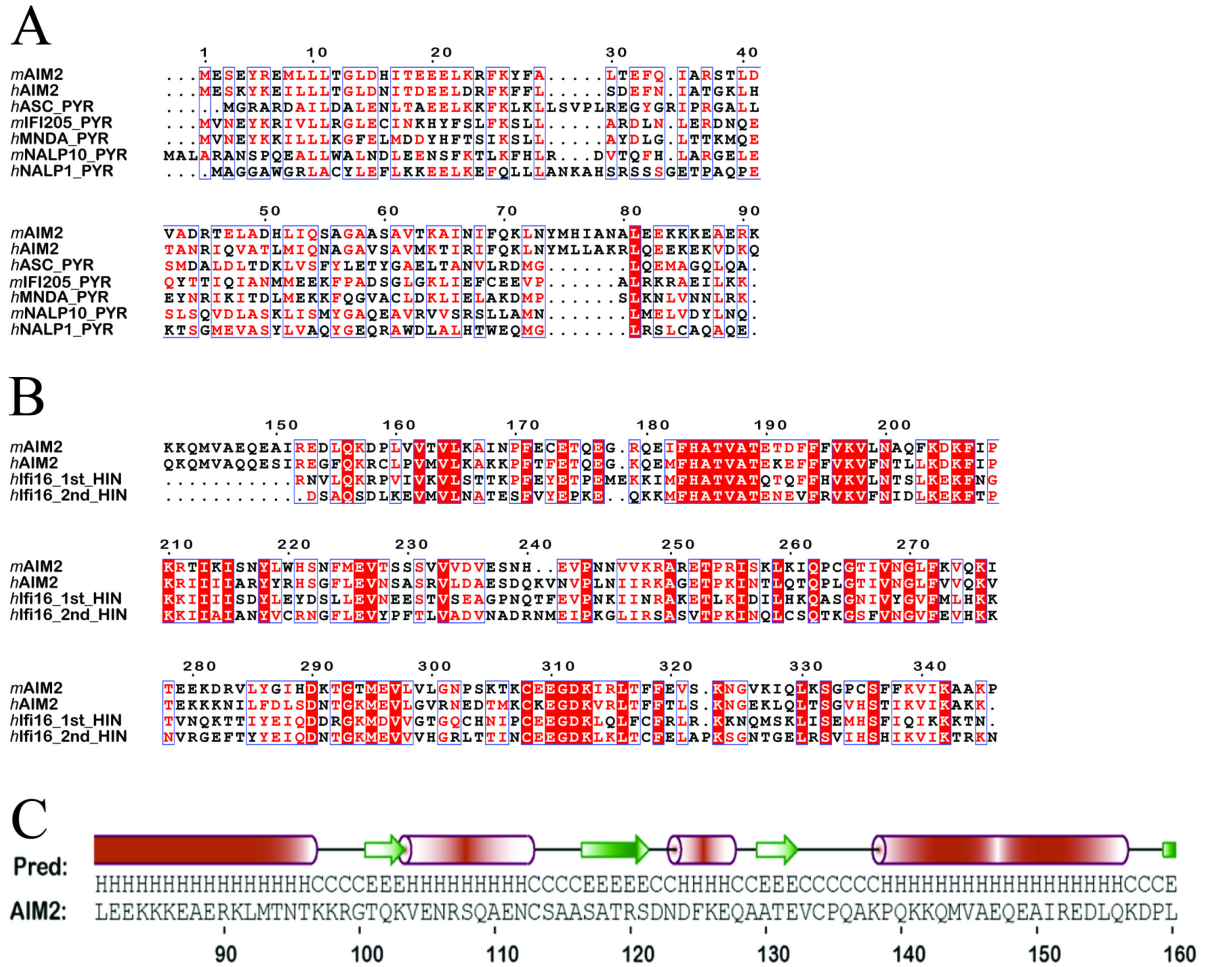 A
1 10 20 30 40
mAIM2 ...MESEYREMLLLTGLDHITEEELKRFKYFA.....LTEFQ.IARSTLD
hAIM2 ...MESKYKEILLLTGLDNITDEELDRFKFFL.....SDEFN.IATGKLH
hASC_PYR .....MGRARDAILDALENLTAEELKKFKLKLLSVPLREGYGRIPRGALL
mIFI205_PYR ...MVNEYKRIVLLRGLECINKHYFSLFKSLL.....ARDLN.LERDNQE
hMNDA_PYR ...MVNEYKKILLLKGFELMDDYHFTSIKSLL.....AYDLG.LTTKMQE
mNALP10_PYR MALARANSPQEALLWALNDLEENSFKTLKFHLR...DVTQFH.LARGELE
hNALP1_PYR ....MAGGAWGRLACYLEFLKKEELKEFQLLLANKAHSRSSSGETPAQPE
50 60 70 80 90
mAIM2 VADRTELADHLIQSAGAASAVTKAINIFQKLNYMHIANALEEKKKEAERK
hAIM2 TANRIQVATLMIQNAGAVSAVMKTIRIFQKLNYMLLAKRLQEEKEKVDKQ
hASC_PYR SMDALDLTDKLVSFYLETYGAELTANVLRDMG.......LQEMAGQLQA.
mIFI205_PYR QYTTIQIANMMEEKFPADSGLGKLIEFCEEVP......ALRKRAEILKK.
hMNDA_PYR EYNRIKITDLMEKKFQGVACLDKLIELAKDMP......SLKNLVNNLRK.
mNALP10_PYR SLSQVDLASKLISMYGAQEAVRVVSRSLLAMN.......LMELVDYLNQ.
hNALP1_PYR KTSGMEVASYLVAQYGEQRAWDLALHTWEQMG.......LRSLCAQAQE.
B
150 160 170 180 190 200
mAIM2 KKQMVAEQEAIREDLQKDPLVVTVLKAINPFECETQEG.RQEIFHATVATETDFFFVKVLNAQFKDKFIP
hAIM2 QKQMVAQQESIREGFQKRCLPVMVLKAKKPFTFETQEG.KQEMFHATVATEKEFFFVKVFNTLLKDKFIP
hIfi16_1st_HIN ...........RNVLQKRPVIVKVLSTTKPFEYETPEMEKKIMFHATVATQTQFFHVKVLNTSLKEKFNG
hIfi16_2nd_HIN ............DSAQSDLKEVMVLNATESFVYEPKE..QKKMFHATVATENEVFRVKVFNIDLKEKFTP
210 220 230 240 250 260 270
mAIM2 KRTIKISNYLWHSNFMEVTSSSVVVDVESNH..EVPNNVVKRARETPRISKLKIQPCGTIVNGLFKVQKI
hAIM2 KRIIIIARYYRHSGFLEVNSASRVLDAESDQKVNVPLNIIRKAGETPKINTLQTQPLGTIVNGLFVVQKV
hIfi16_1st_HIN KKIIIISDYLEYDSLLEVNEESTVSEAGPNQTFEVPNKIINRAKETLKIDILHKQASGNIVYGVFMLHKK
hIfi16_2nd_HIN KKIIAIANYVCRNGFLEVYPFTLVADVNADRNMEIPKGLIRSASVTPKINQLCSQTKGSFVNGVFEVHKK
280 290 300 310 320 330 340
mAIM2 TEEKDRVLYGIHDKTGTMEVLVLGNPSKTKCEEGDKIRLTFFEVS.KNGVKIQLKSGPCSFFKVIKAAKP
hAIM2 TEKKKNILFDLSDNTGKMEVLGVRNEDTMKCKEGDKVRLTFFTLS.KNGEKLQLTSGVHSTIKVIKAKK.
hIfi16_1st_HIN TVNQKTTIYEIQDDRGKMDVVGTGQCHNIPCEEGDKLQLFCFRLR.KKNQMSKLISEMHSFIQIKKKTN.
hIfi16_2nd_HIN NVRGEFTYYEIQDNTGKMEVVVHGRLTTINCEEGDKLKLTCFELAPKSGNTGELRSVIHSHIKVIKTRKN
C
Pred: HHHHHHHHHHHHHHHHCCCCEEEHHHHHHHHHHCCCCEEEEECCHHHHCCEEECCCCCCHHHHHHHHHHHHHHHHHHCCCE
AIM2: LEEKKKEAERKLMTNTKKRGTQKVENRSQAENCSAASATRSDNDFKEQAATEVCPQAKPQKKQMVAEQEAIREDLQKDPL
90 100 110 120 130 140 150 160